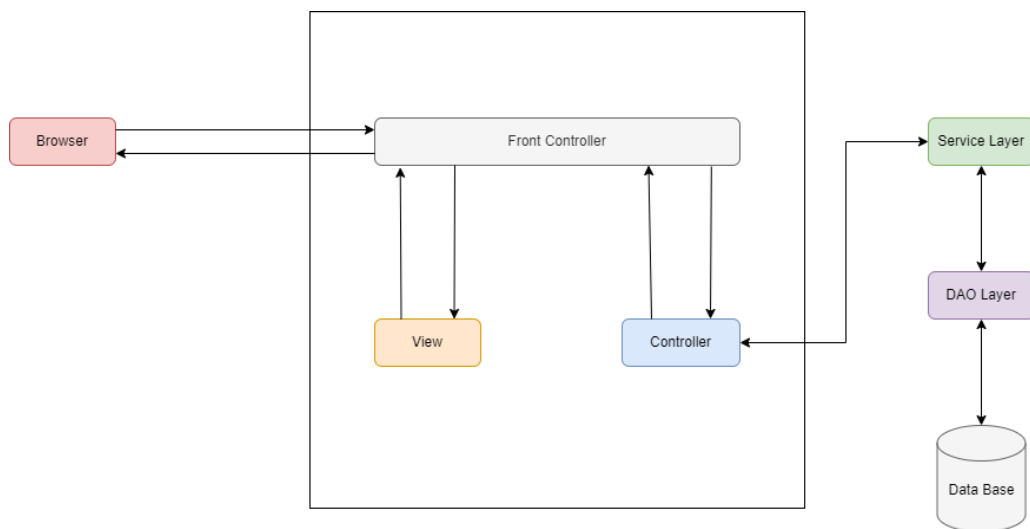 Browser
Front Controller
Service Layer
DAO Layer
View
Controller
Data Base